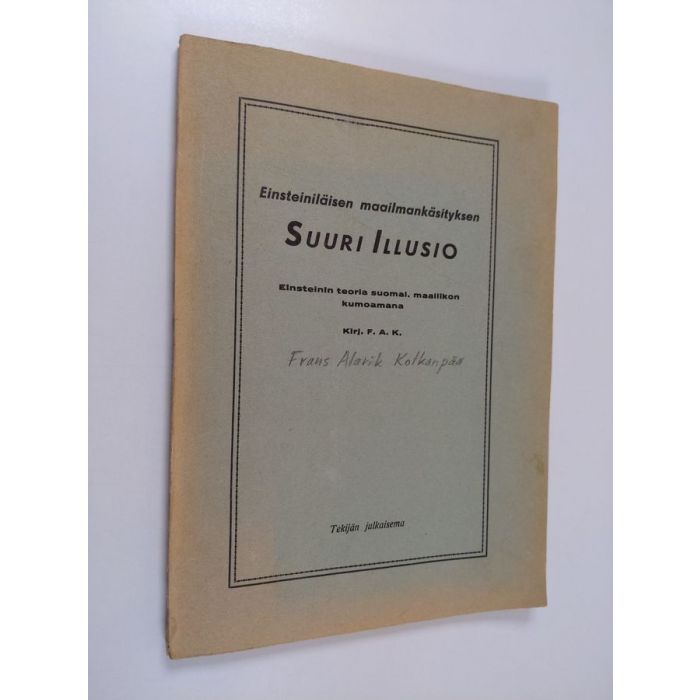 Einsteiniläisen maailmankäsityksen
SUURI ILLUSIO
Einsteinin teoria suomal. maallikon
kumoamana
Kirj. F. A. K.
Frans Alarik Kotkanpää
Tekijän julkaisema